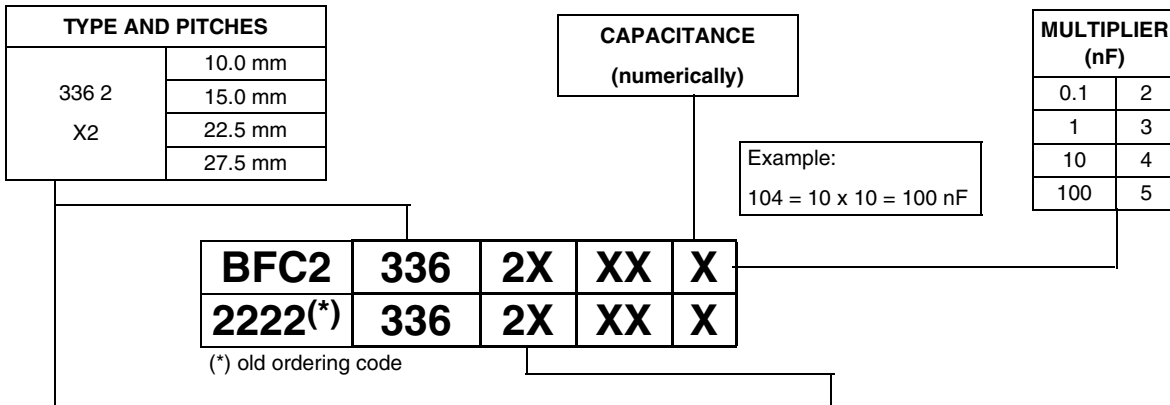 TYPE AND PITCHES
336 2
X2
10.0 mm
15.0 mm
22.5 mm
27.5 mm
CAPACITANCE
(numerically)
MULTIPLIER
(nF)
0.1 2
1 3
10 4
100 5
Example:
104 = 10 x 10 = 100 nF
BFC2 336 2X XX X
2222(*) 336 2X XX X
(*) old ordering code